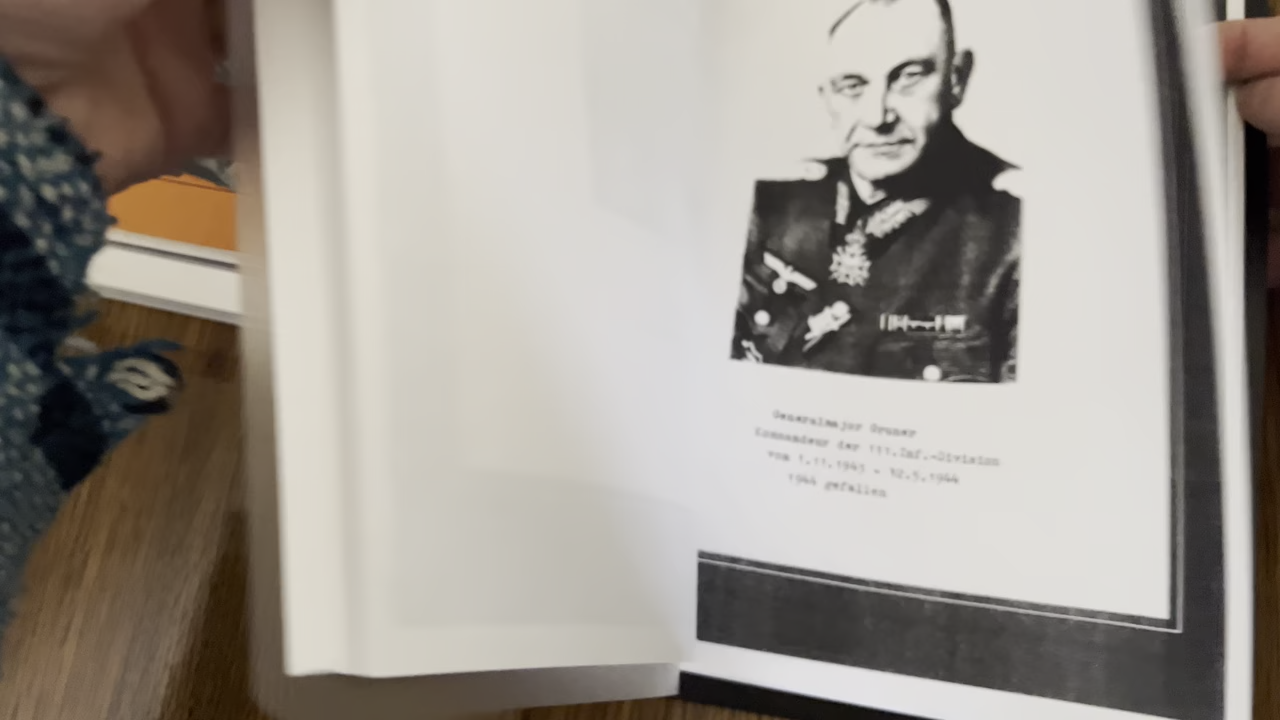 Generalmajor Gruner
Kommandeur der 111.Inf.-Division
vom 1.11.1943 - 12.5.1944
1944 gefallen